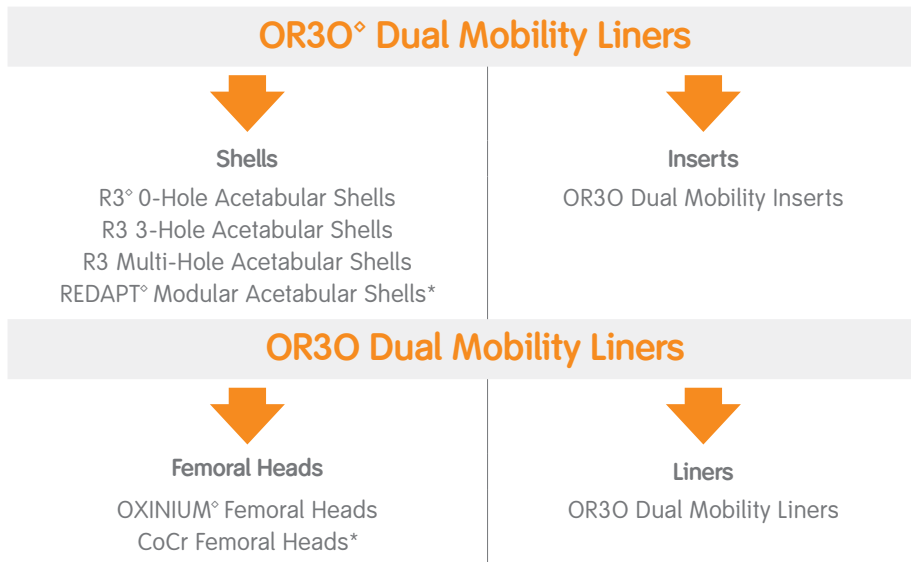 OR3O◊ Dual Mobility Liners
Shells
R3◊ 0-Hole Acetabular Shells
R3 3-Hole Acetabular Shells
R3 Multi-Hole Acetabular Shells
REDAPT◊ Modular Acetabular Shells*
Inserts
OR3O Dual Mobility Inserts
OR3O Dual Mobility Liners
Femoral Heads
OXINIUM◊ Femoral Heads
CoCr Femoral Heads*
Liners
OR3O Dual Mobility Liners